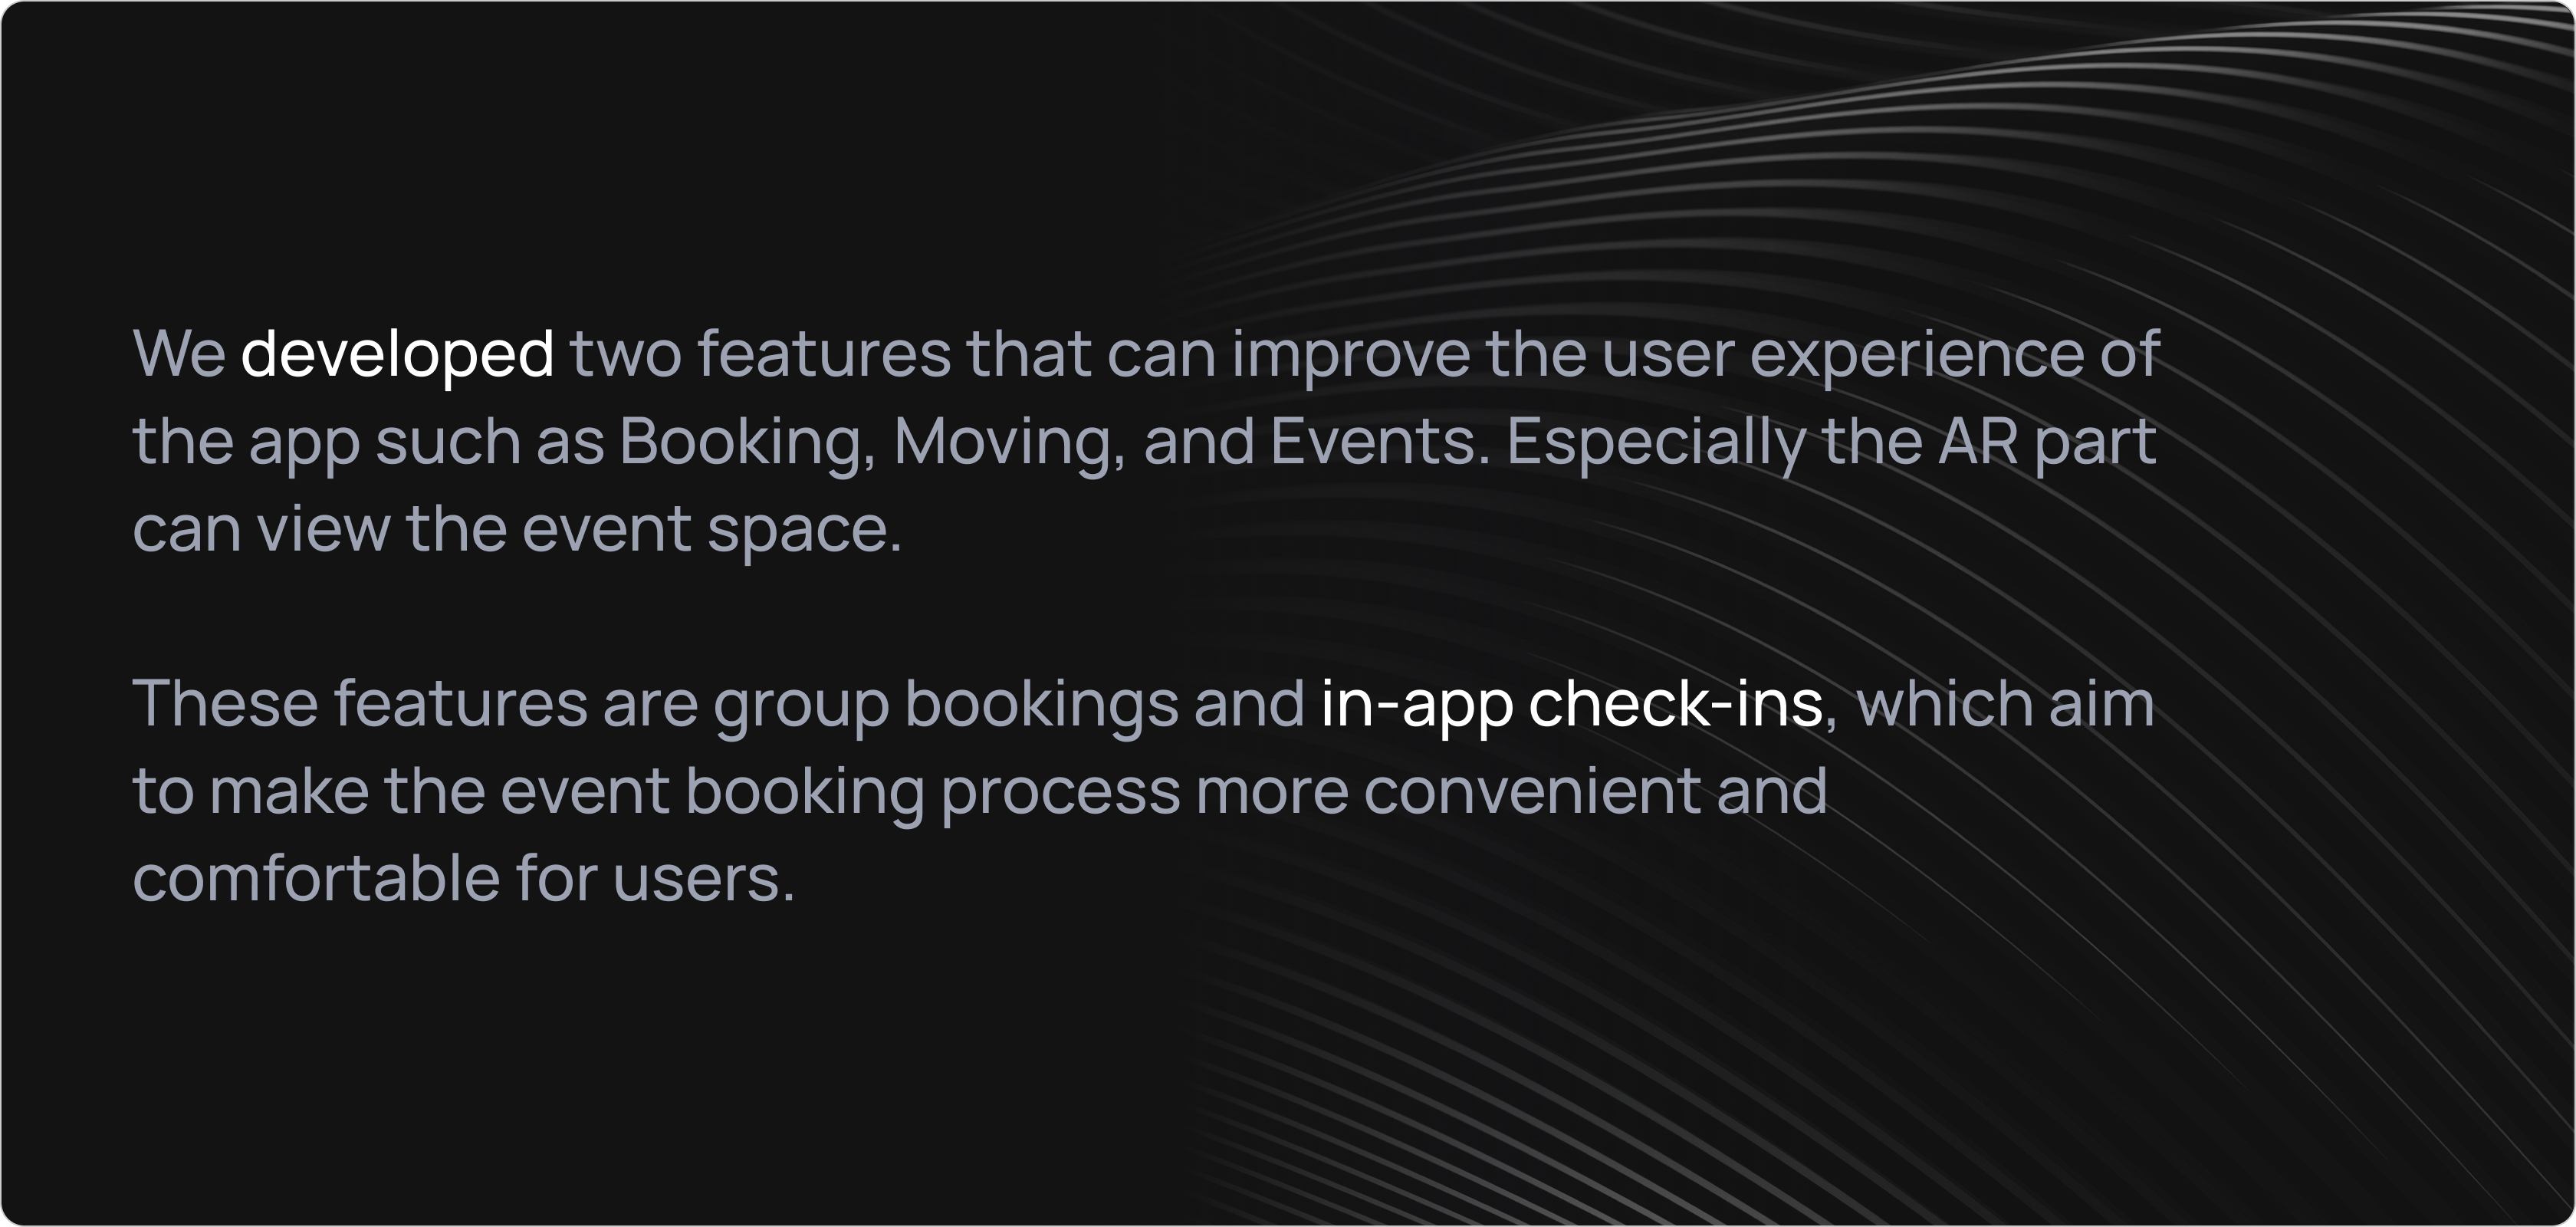 We developed two features that can improve the user experience of
the app such as Booking, Moving, and Events. Especially the AR part
can view the event space.
These features are group bookings and in-app check-ins, which aim
to make the event booking process more convenient and
comfortable for users.